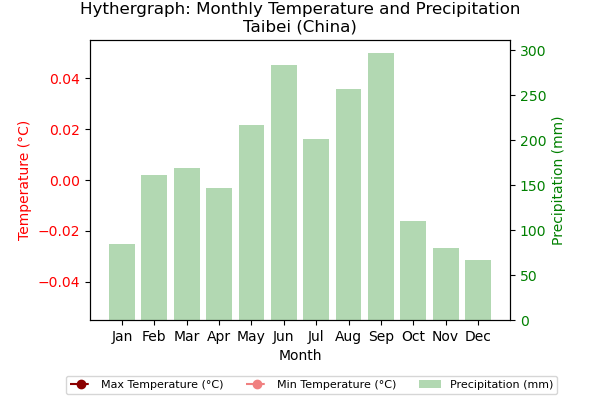 Hythergraph: Monthly Temperature and Precipitation
Taibei (China)
Temperature (°C)
0.04
0.02
0.00
−0.02
−0.04
300
250
200
150
100
50
0
Precipitation (mm)
Jan Feb Mar Apr May Jun Jul Aug Sep Oct Nov Dec
Month
Max Temperature (°C) Min Temperature (°C) Precipitation (mm)